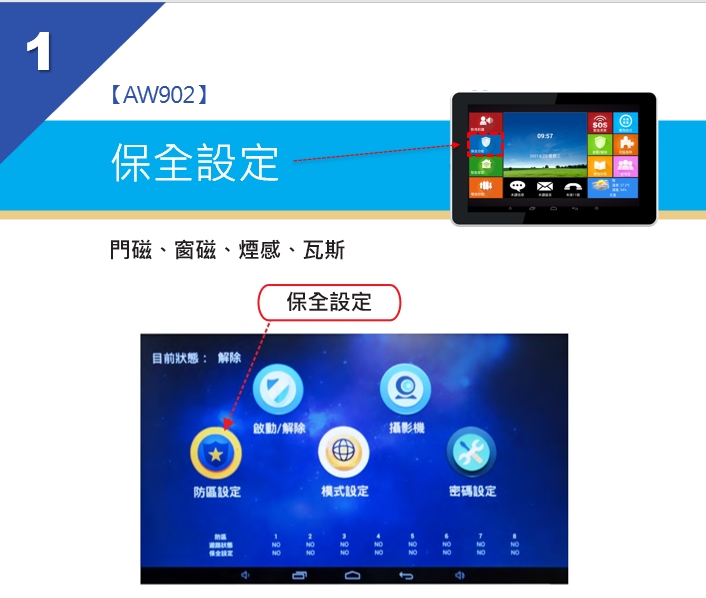 1
【AW902】
保全設定
09:57
SOS
門磁、窗磁、煙感、瓦斯
保全設定
目前狀態： 解除
啟動/解除
攝影機
防區設定
模式設定
密碼設定
防區 1 2 3 4 5 6 7 8
迴路狀態 NO NO NO NO NO NO NO NO
保全設定 NO NO NO NO NO NO NO NO